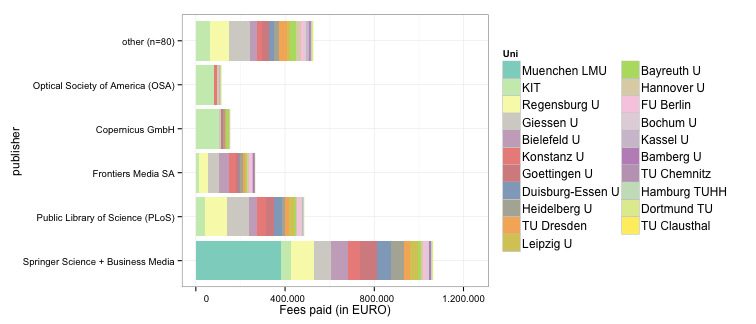 other (n=80)
Optical Society of America (OSA)
Copernicus GmbH
Frontiers Media SA
Public Library of Science (PLoS)
Springer Science + Business Media
publisher
0
400.000
800.000
1.200.000
Fees paid (in EURO)
Uni
Muenchen LMU
KIT
Regensburg U
Giessen U
Bielefeld U
Konstanz U
Goettingen U
Duisburg-Essen U
Heidelberg U
TU Dresden
Leipzig U
Bayreuth U
Hannover U
FU Berlin
Bochum U
Kassel U
Bamberg U
TU Chemnitz
Hamburg TUHH
Dortmund TU
TU Clausthal